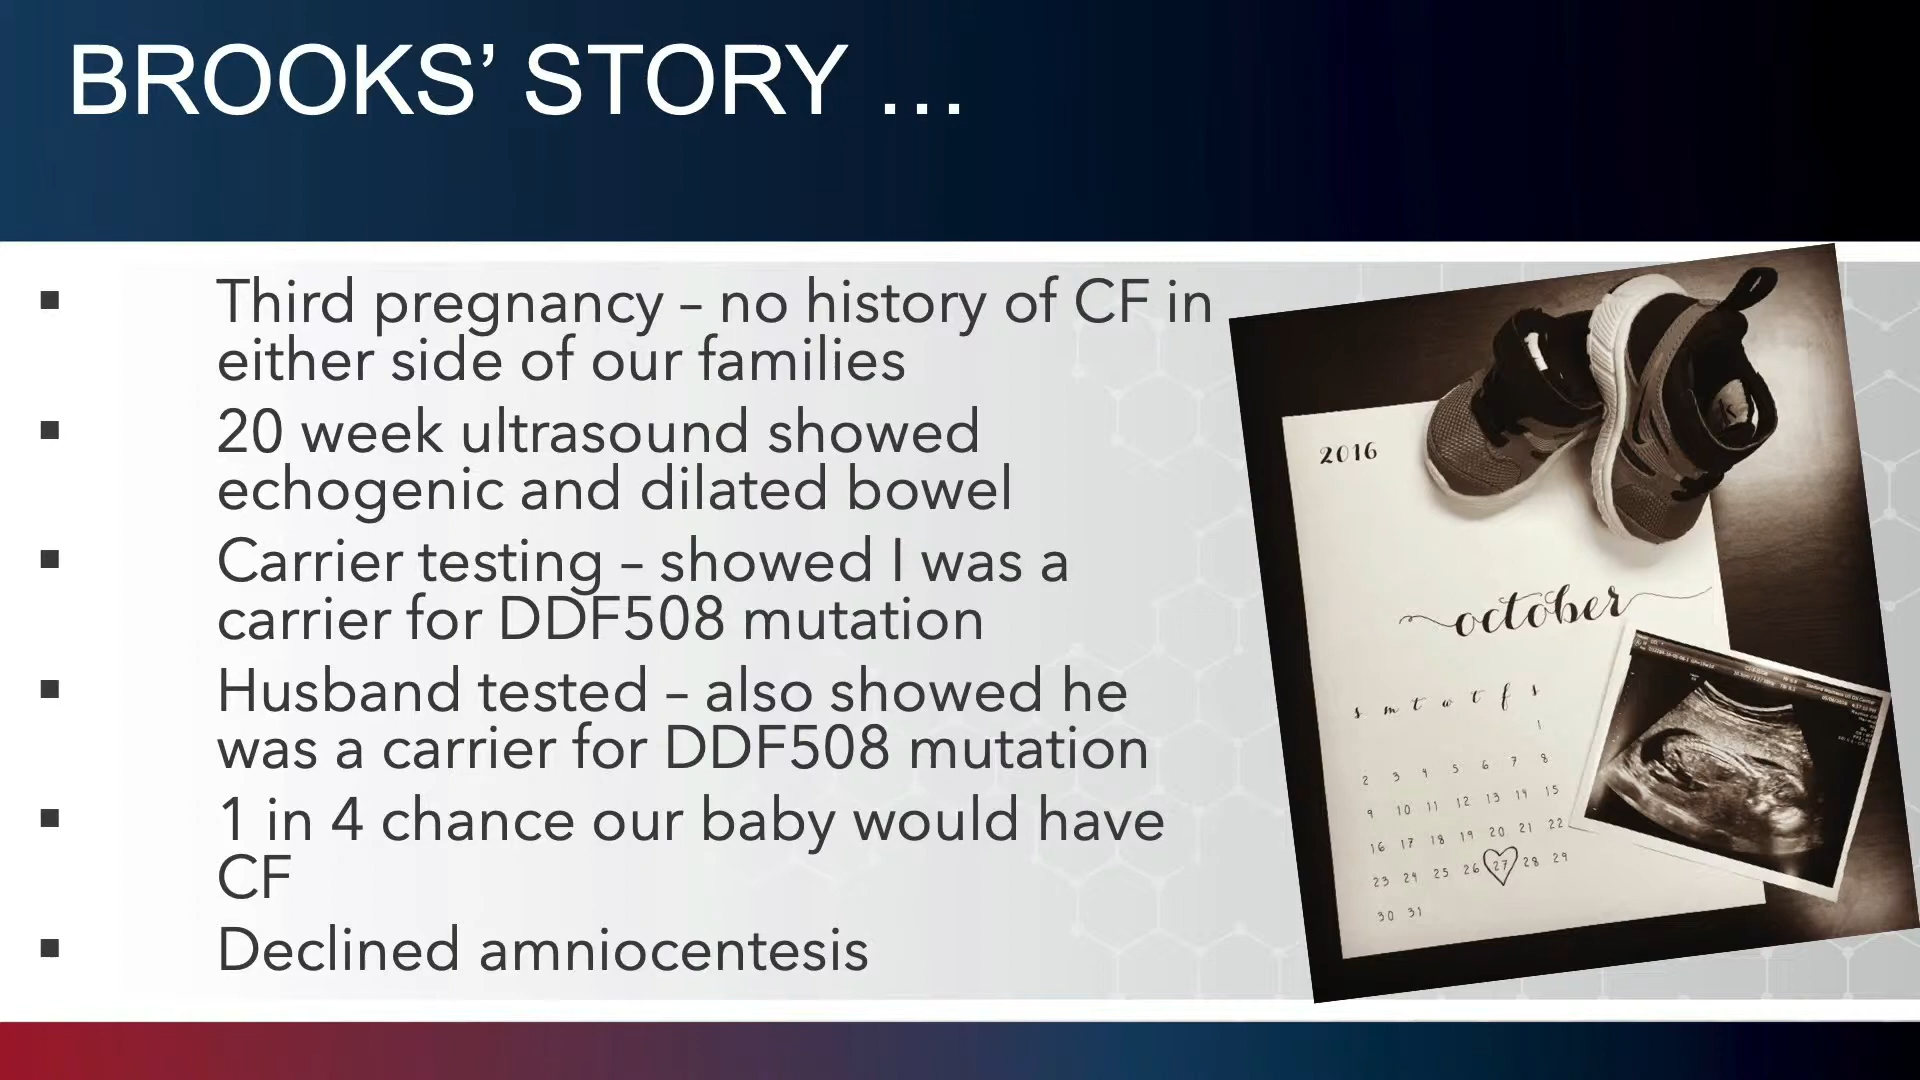 BROOKS’ STORY …
▪ Third pregnancy – no history of CF in
either side of our families
▪ 20 week ultrasound showed
echogenic and dilated bowel
▪ Carrier testing – showed I was a
carrier for DDF508 mutation
▪ Husband tested – also showed he
was a carrier for DDF508 mutation
▪ 1 in 4 chance our baby would have
CF
▪ Declined amniocentesis
2016
october
s m t w t f s
1
2 3 4 5 6 7 8
9 10 11 12 13 14 15
16 17 18 19 20 21 22
23 24 25 26 27 28 29
30 31